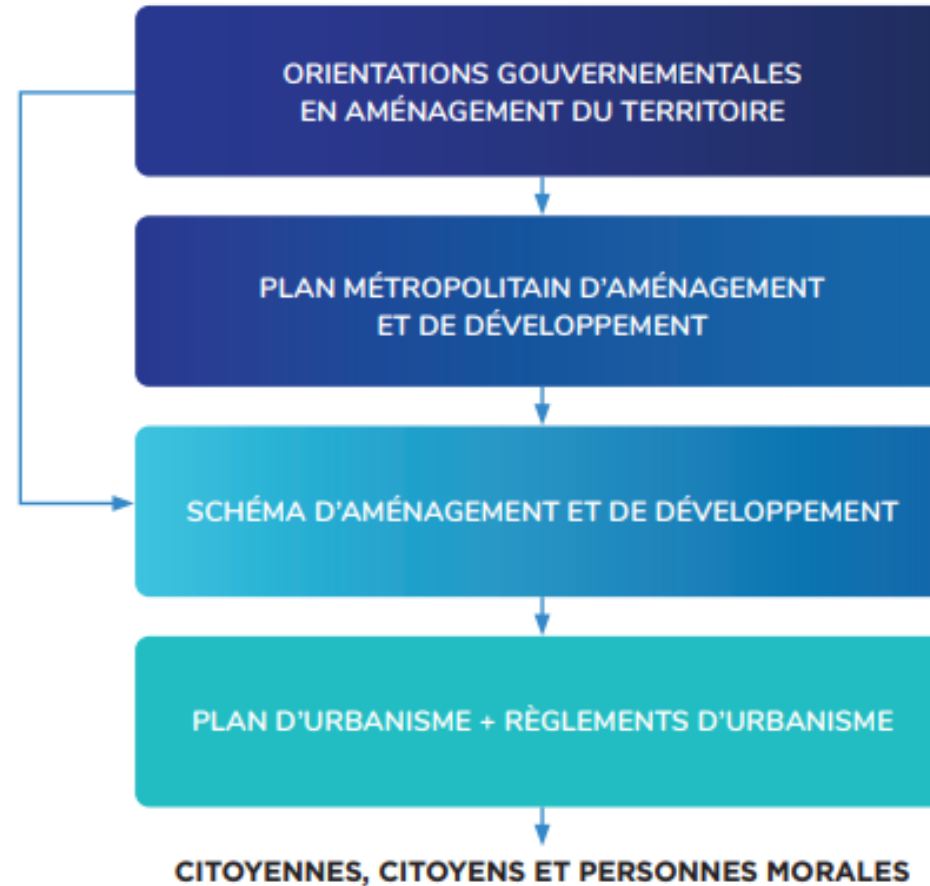 ORIENTATIONS GOUVERNEMENTALES
EN AMÉNAGEMENT DU TERRITOIRE
PLAN MÉTROPOLITAIN D’AMÉNAGEMENT
ET DE DÉVELOPPEMENT
SCHÉMA D’AMÉNAGEMENT ET DE DÉVELOPPEMENT
PLAN D’URBANISME + RÈGLEMENTS D’URBANISME
CITOYENNES, CITOYENS ET PERSONNES MORALES